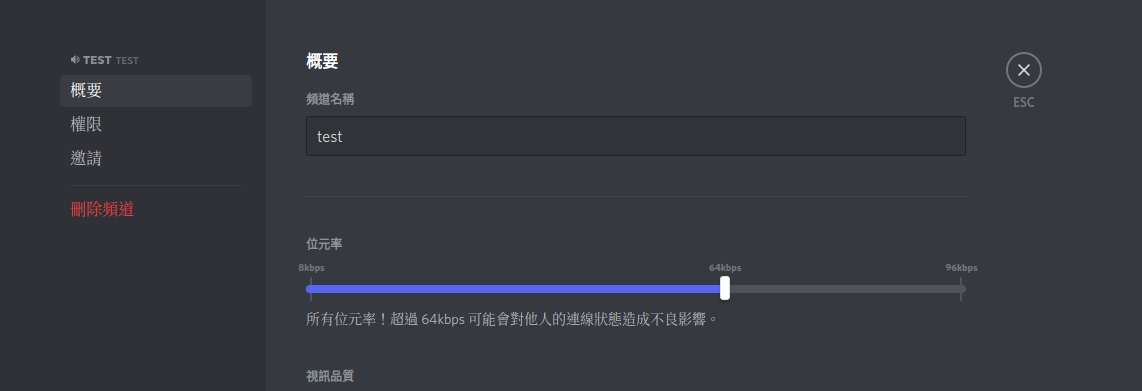 TEST TEST
概要
權限
邀請
刪除頻道
概要
頻道名稱
test
ESC
位元率
8kbps 64kbps 96kbps
所有位元率！超過 64kbps 可能會對他人的連線狀態造成不良影響。
視訊品質